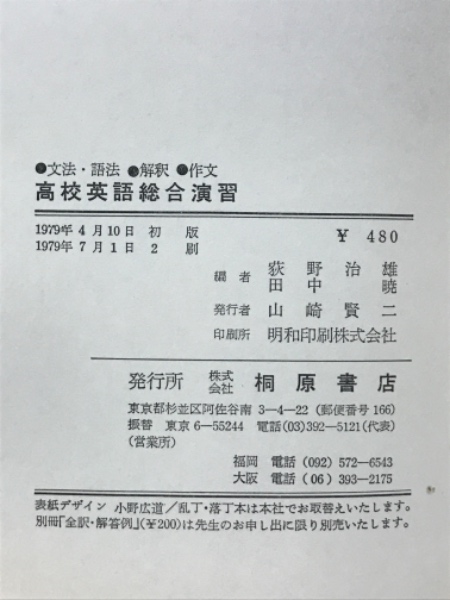 ●文法・語法 ●解釈 ●作文
高校英語総合演習
1979年4月10日 初版
1979年7月1日 2刷
¥480
編者 荻野治雄
田中暁
発行者 山崎賢二
印刷所 明和印刷株式会社
発行所 株式会社 桐原書店
東京都杉並区阿佐谷南3-4-22(郵便番号166)
振替 東京6-55244 電話(03)392-5121(代表)
(営業所)
福岡 電話(092)572-6543
大阪 電話(06)393-2175
表紙デザイン 小野広道/乱丁・落丁本は本社でお取替えいたします。
別冊「全訳・解答例」(¥200)は先生のお申し出に限り別売いたします。